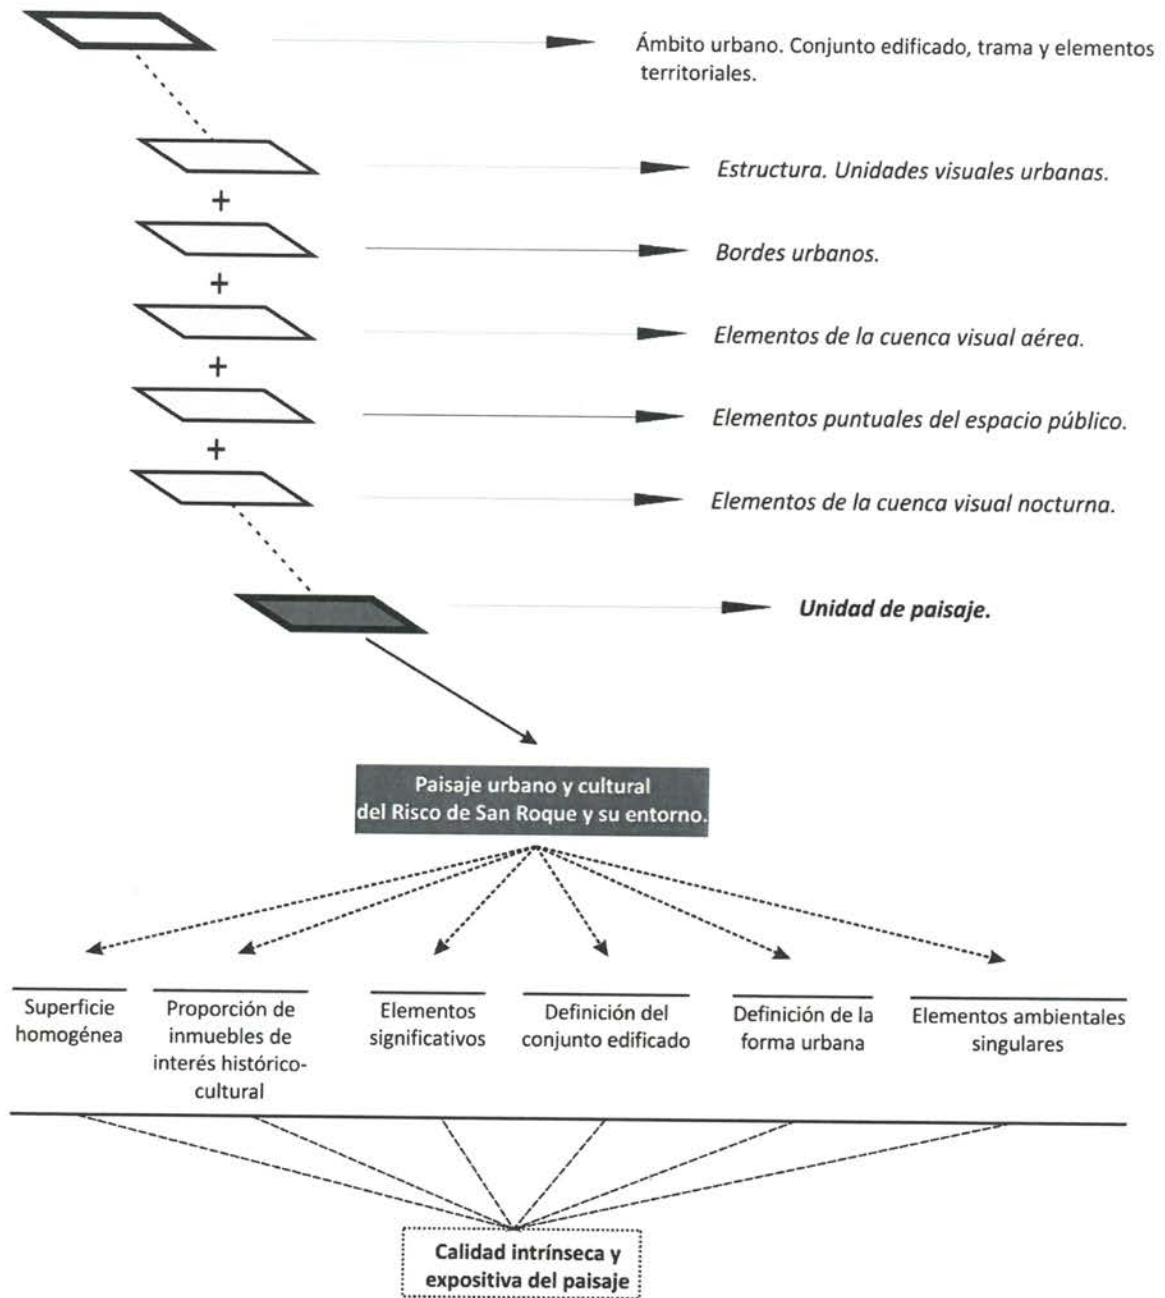 Ámbito urbano. Conjunto edificado, trama y elementos
territoriales.
Estructura. Unidades visuales urbanas.
+
Bordes urbanos.
+
Elementos de la cuenca visual aérea.
+
Elementos puntuales del espacio público.
+
Elementos de la cuenca visual nocturna.
Unidad de paisaje.
Paisaje urbano y cultural
del Risco de San Roque y su entorno.
Superficie
homogénea
Proporción de
inmuebles de
interés histórico-
cultural
Elementos
significativos
Definición del
conjunto edificado
Definición de la
forma urbana
Elementos ambientales
singulares
Calidad intrínseca y
expositiva del paisaje